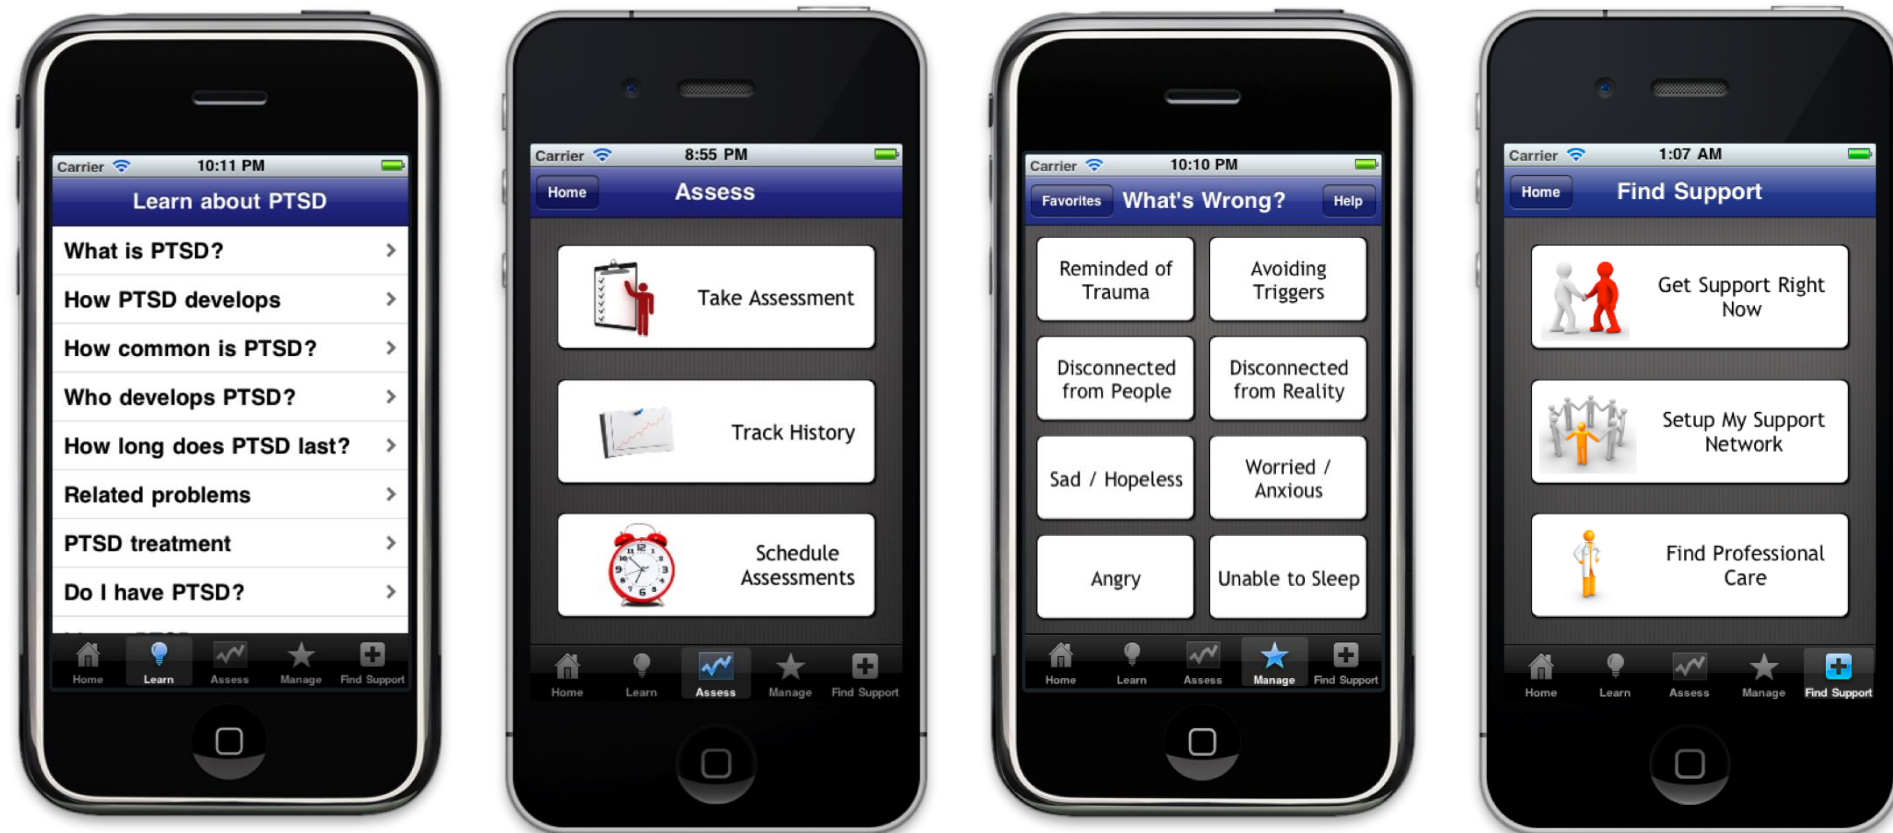 Carrier 10:11 PM
Learn about PTSD
What is PTSD?
How PTSD develops
How common is PTSD?
Who develops PTSD?
How long does PTSD last?
Related problems
PTSD treatment
Do I have PTSD?
Home Learn Assess Manage Find Support
Carrier 8:55 PM
Home Assess
Take Assessment
Track History
Schedule
Assessments
Home Learn Assess Manage Find Support
Carrier 10:10 PM
Favorites What's Wrong? Help
Reminded of
Trauma
Avoiding
Triggers
Disconnected
from People
Disconnected
from Reality
Sad / Hopeless
Worried /
Anxious
Angry
Unable to Sleep
Home Learn Assess Manage Find Support
Carrier 1:07 AM
Home Find Support
Get Support Right
Now
Setup My Support
Network
Find Professional
Care
Home Learn Assess Manage Find Support